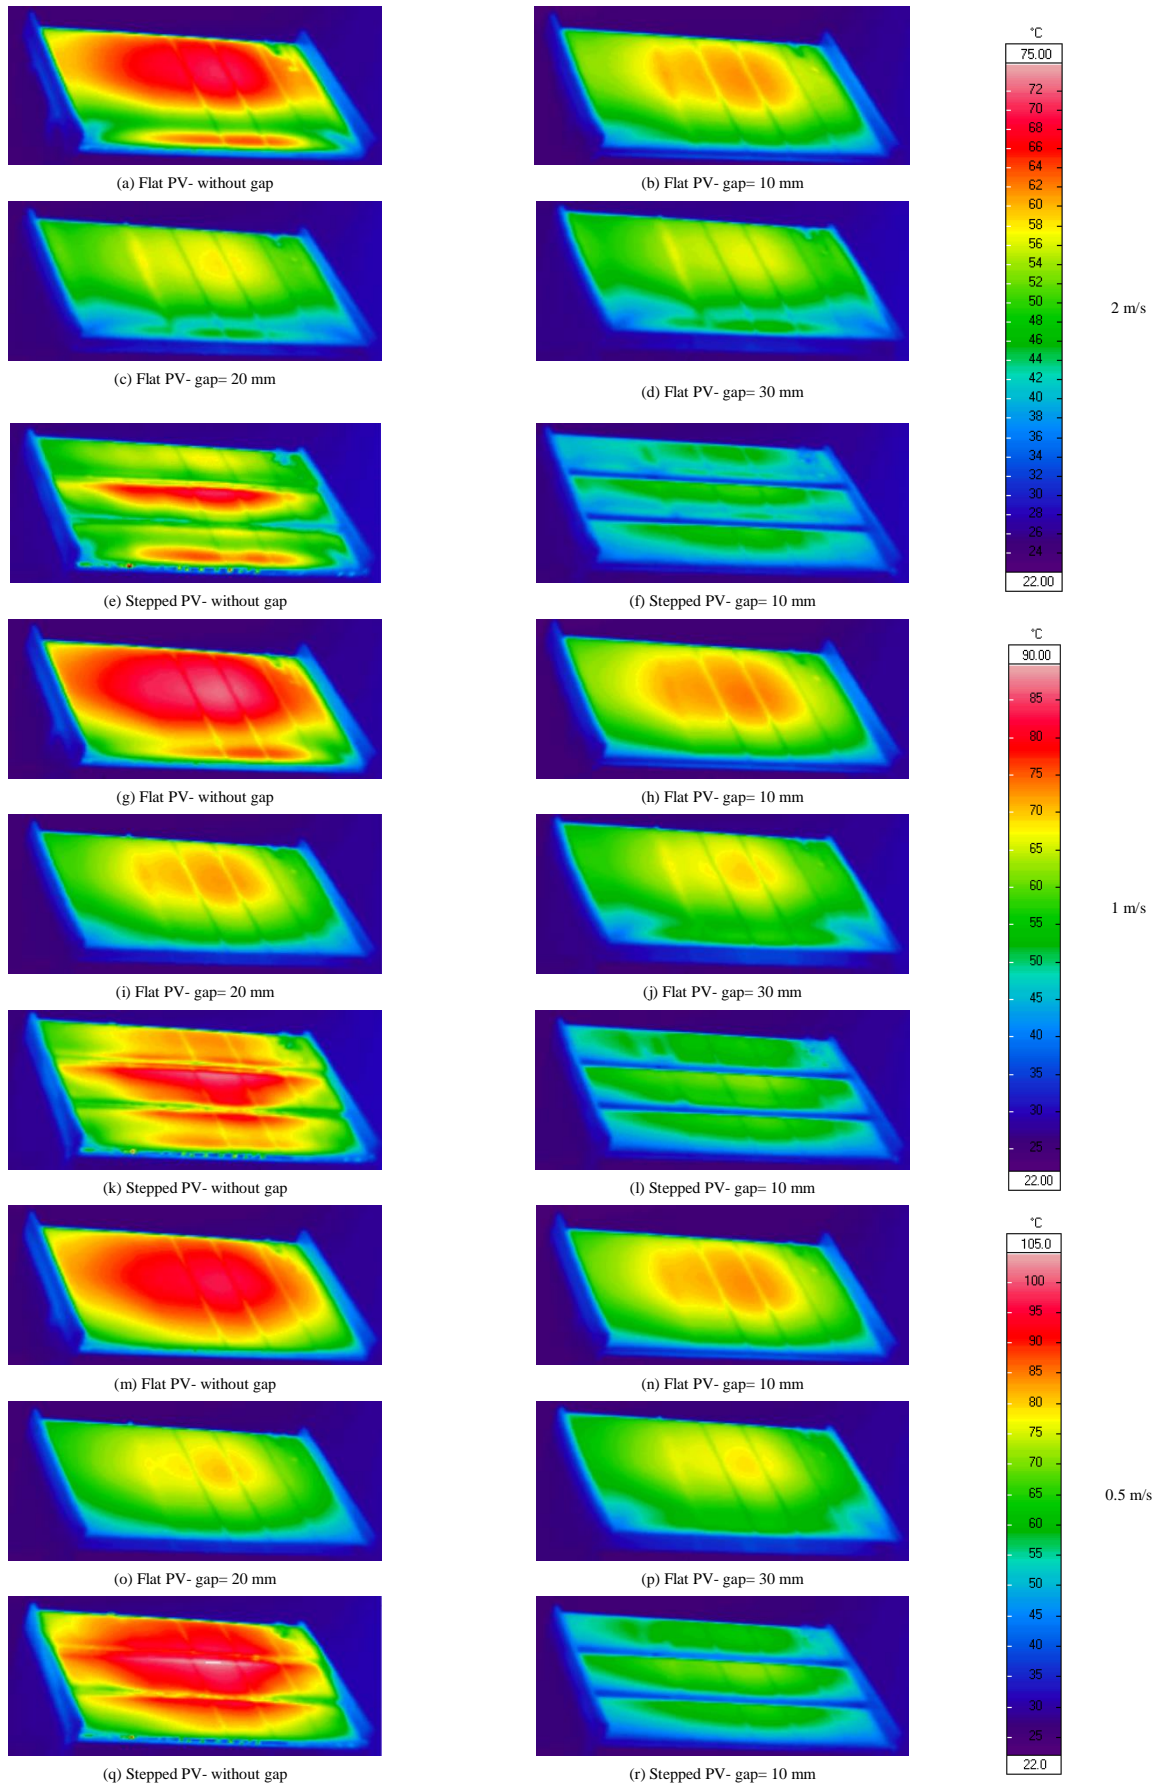 (a) Flat PV- without gap
(b) Flat PV- gap= 10 mm
(c) Flat PV- gap= 20 mm
(d) Flat PV- gap= 30 mm
(e) Stepped PV- without gap
(f) Stepped PV- gap= 10 mm
°C
75.00
72
70
68
66
64
62
60
58
56
54
52
50
48
46
44
42
40
38
36
34
32
30
28
26
24
22.00
2 m/s
(g) Flat PV- without gap
(h) Flat PV- gap= 10 mm
(i) Flat PV- gap= 20 mm
(j) Flat PV- gap= 30 mm
(k) Stepped PV- without gap
(l) Stepped PV- gap= 10 mm
°C
90.00
85
80
75
70
65
60
55
50
45
40
35
30
25
22.00
1 m/s
(m) Flat PV- without gap
(n) Flat PV- gap= 10 mm
(o) Flat PV- gap= 20 mm
(p) Flat PV- gap= 30 mm
(q) Stepped PV- without gap
(r) Stepped PV- gap= 10 mm
°C
105.0
100
95
90
85
80
75
70
65
60
55
50
45
40
35
30
25
22.0
0.5 m/s